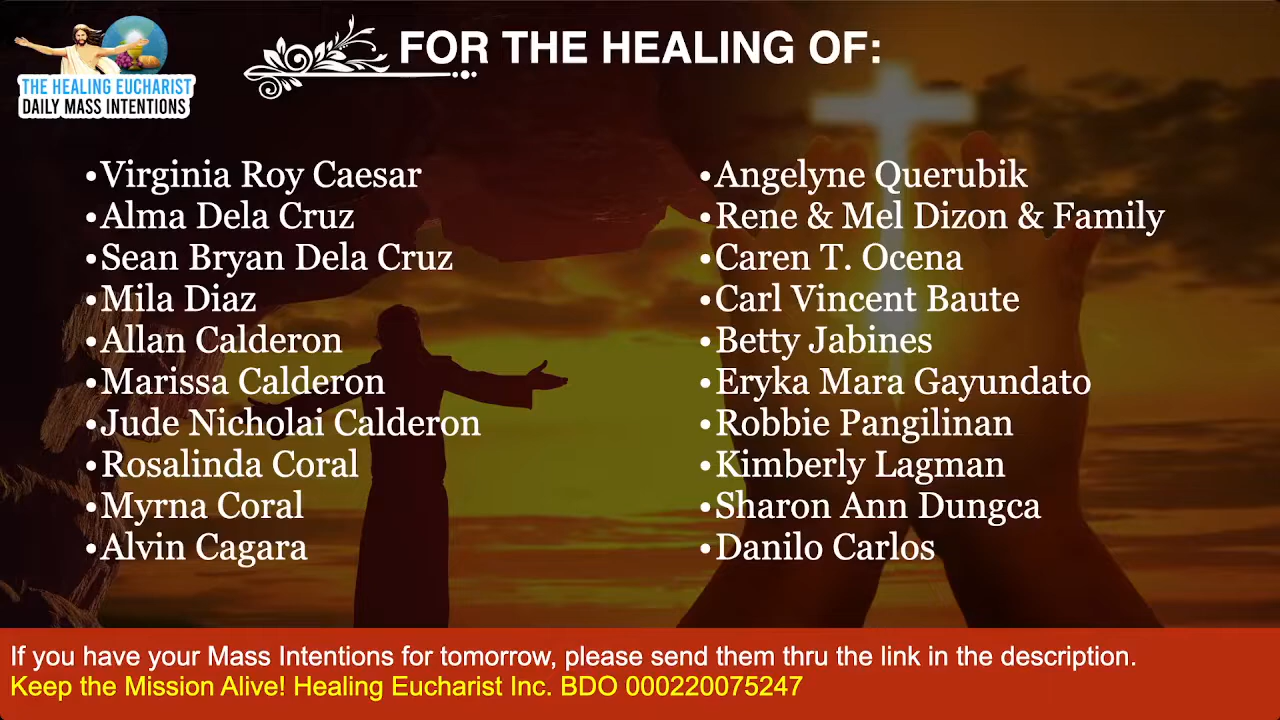 THE HEALING EUCHARIST
DAILY MASS INTENTIONS
FOR THE HEALING OF:
•Virginia Roy Caesar
•Alma Dela Cruz
•Sean Bryan Dela Cruz
•Mila Diaz
•Allan Calderon
•Marissa Calderon
•Jude Nicholai Calderon
•Rosalinda Coral
•Myrna Coral
•Alvin Cagara
•Angelyne Querubik
•Rene & Mel Dizon & Family
•Caren T. Ocena
•Carl Vincent Baute
•Betty Jabines
•Eryka Mara Gayundato
•Robbie Pangilinan
•Kimberly Lagman
•Sharon Ann Dungca
•Danilo Carlos
If you have your Mass Intentions for tomorrow, please send them thru the link in the description.
Keep the Mission Alive! Healing Eucharist Inc. BDO 000220075247